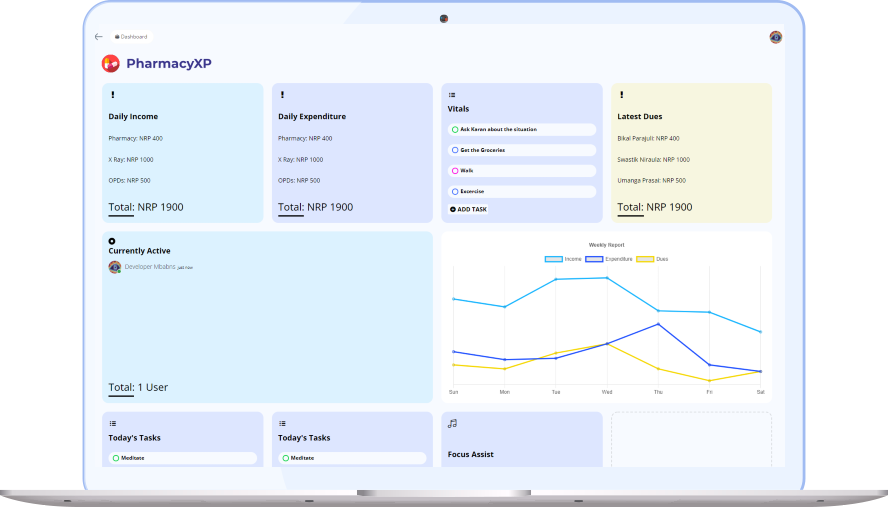 Dashboard
PharmacyXP
Daily Income
Pharmacy: NRP 400
X Ray: NRP 1000
OPDs: NRP 500
Total: NRP 1900
Daily Expenditure
Pharmacy: NRP 400
X Ray: NRP 1000
OPDs: NRP 500
Total: NRP 1900
Vitals
Ask Karan about the situation
Get the Groceries
Walk
Excercise
ADD TASK
Latest Dues
Bikal Parajuli: NRP 400
Swastik Niraula: NRP 1000
Umanga Prasai: NRP 500
Total: NRP 1900
Currently Active
Developer Mbabns just now
Total: 1 User
Weekly Report
Income Expenditure Dues
Sun Mon Tue Wed Thu Fri Sat
Today's Tasks
Meditate
Today's Tasks
Meditate
Focus Assist